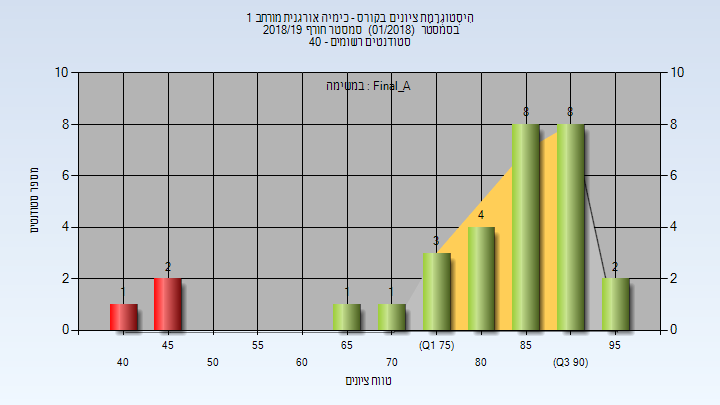 היסטוגרמת ציונים בקורס - כימיה אורגנית מורחב 1
בסמסטר (01/2018) סמסטר חורף 2018/19
סטודנטים רשומים - 40
במשימה : Final_A
מספר סטודנטים
10 10
8 8
6 6
4 4
2 2
0 0
1 2 1 1 3 4 8 8 2
45 55 65 (Q1 75) 85 95
40 50 60 70 80 (Q3 90)
טווח ציונים